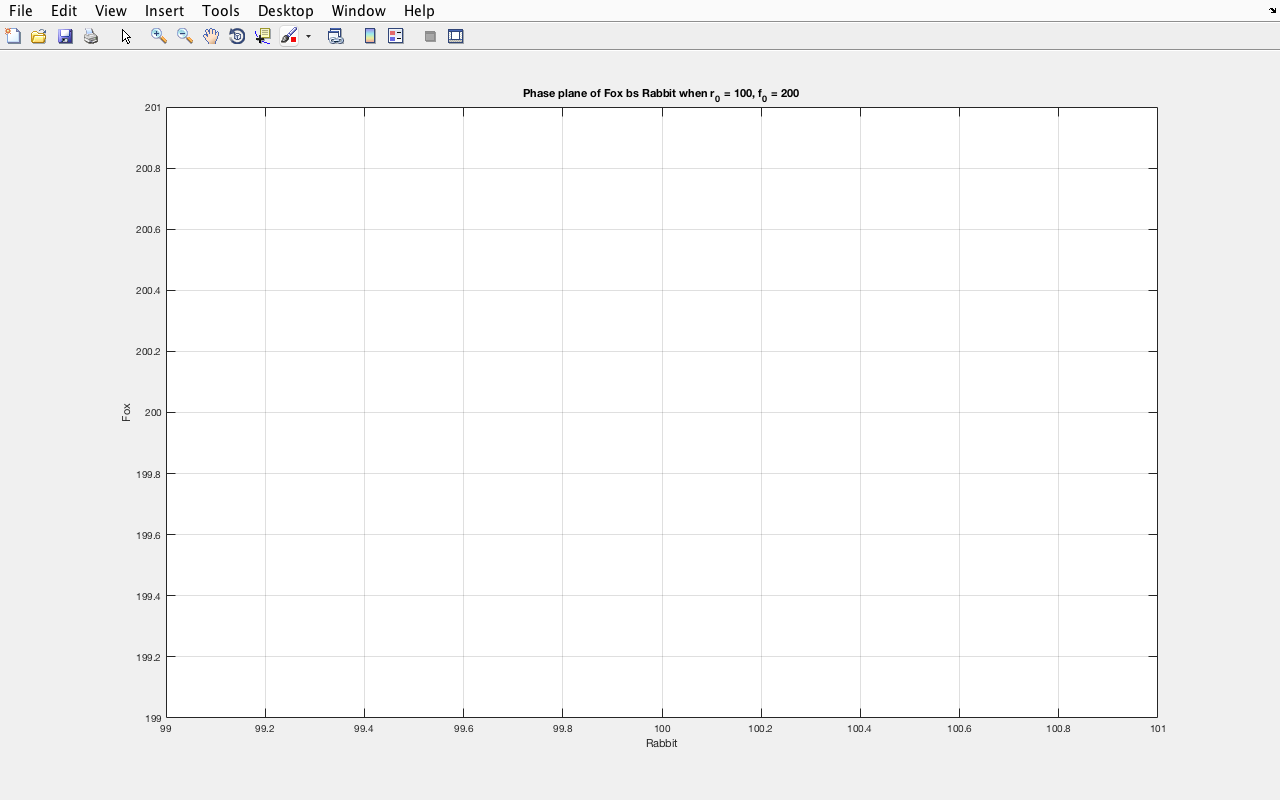 File Edit View Insert Tools Desktop Window Help
Phase plane of Fox bs Rabbit when r0 = 100, f0 = 200
201
200.8
200.6
200.4
200.2
200
199.8
199.6
199.4
199.2
199
Fox
99 99.2 99.4 99.6 99.8 100 100.2 100.4 100.6 100.8 101
Rabbit